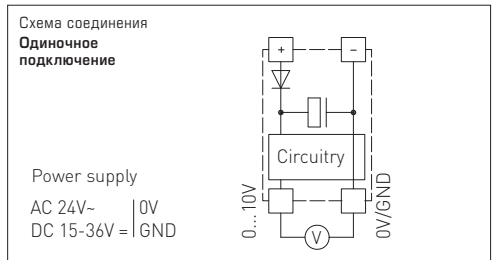 Схема соединения
Одиночное
подключение
+ −
Circuitry
Power supply
AC 24V~ 0V
DC 15-36V = GND
0...10V
V
0V/GND